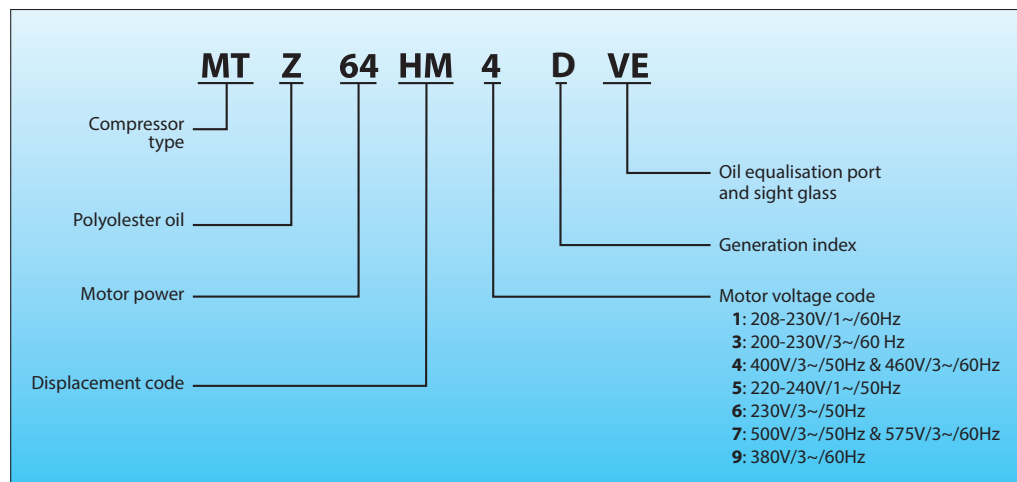 MT Z 64 HM 4 D VE
Compressor
type
Oil equalisation port
and sight glass
Polyolester oil
Generation index
Motor power
Motor voltage code
1: 208-230V/1~/60Hz
3: 200-230V/3~/60 Hz
4: 400V/3~/50Hz & 460V/3~/60Hz
Displacement code
5: 220-240V/1~/50Hz
6: 230V/3~/50Hz
7: 500V/3~/50Hz & 575V/3~/60Hz
9: 380V/3~/60Hz